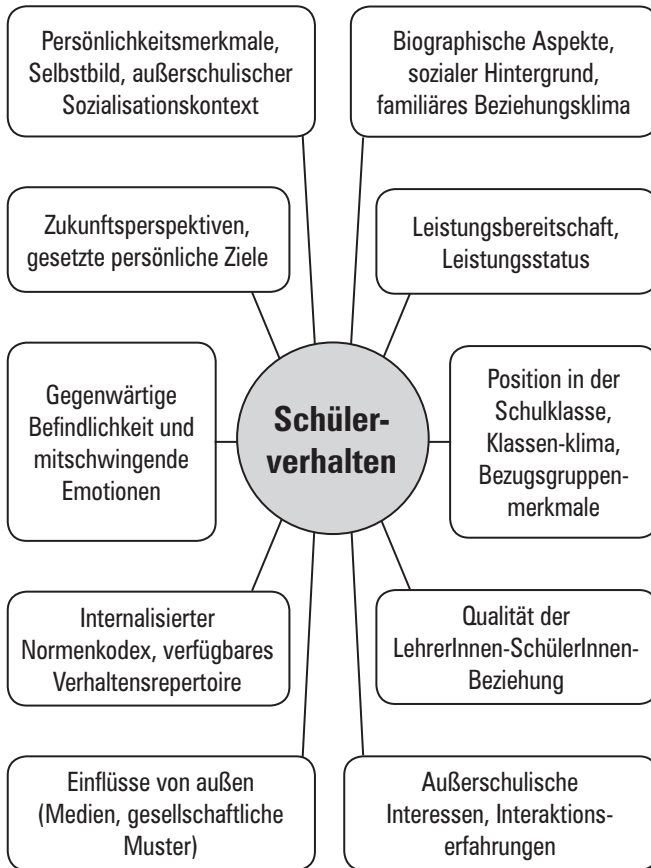 Persönlichkeitsmerkmale,
Selbstbild, außerschulischer
Sozialisationskontext
Biographische Aspekte,
sozialer Hintergrund,
familiäres Beziehungsklima
Zukunftsperspektiven,
gesetzte persönliche Ziele
Leistungsbereitschaft,
Leistungsstatus
Gegenwärtige
Befindlichkeit und
mitschwingende
Emotionen
Schüler-
verhalten
Position in der
Schulklasse,
Klassen-klima,
Bezugsgruppen-
merkmale
Internalisierter
Normenkodex, verfügbares
Verhaltensrepertoire
Qualität der
LehrerInnen-SchülerInnen-
Beziehung
Einflüsse von außen
(Medien, gesellschaftliche
Muster)
Außerschulische
Interessen, Interaktions-
erfahrungen